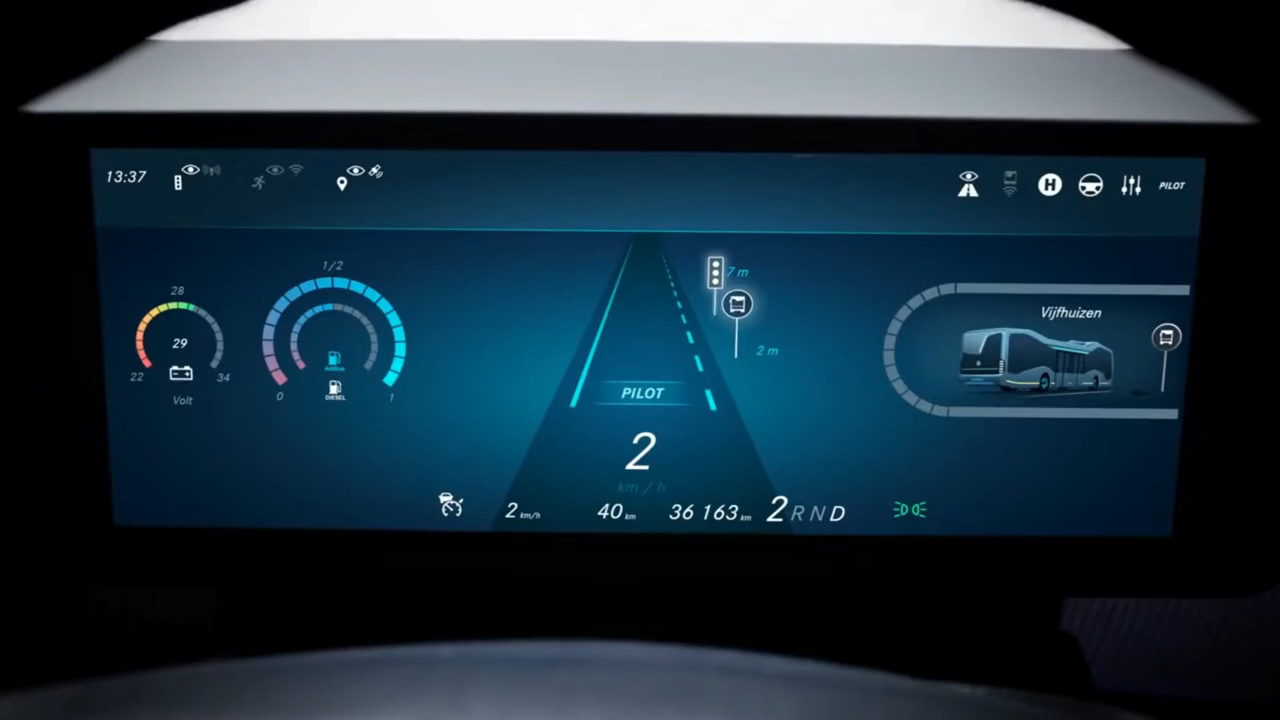 13:37
H
PILOT
1/2
7 m
28
Vijfhuizen
29
2 m
22
34
AdBlue
DIESEL
0
1
Volt
PILOT
2
km / h
2 km/h
40 km
36 163 km
2 R N D